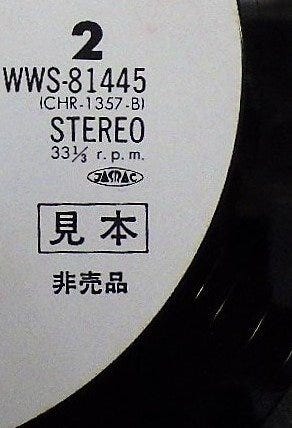 2
WWS-81445
(CHR-1357-B)
STEREO
33⅓ r.p.m.
JASRAC
見本
非売品